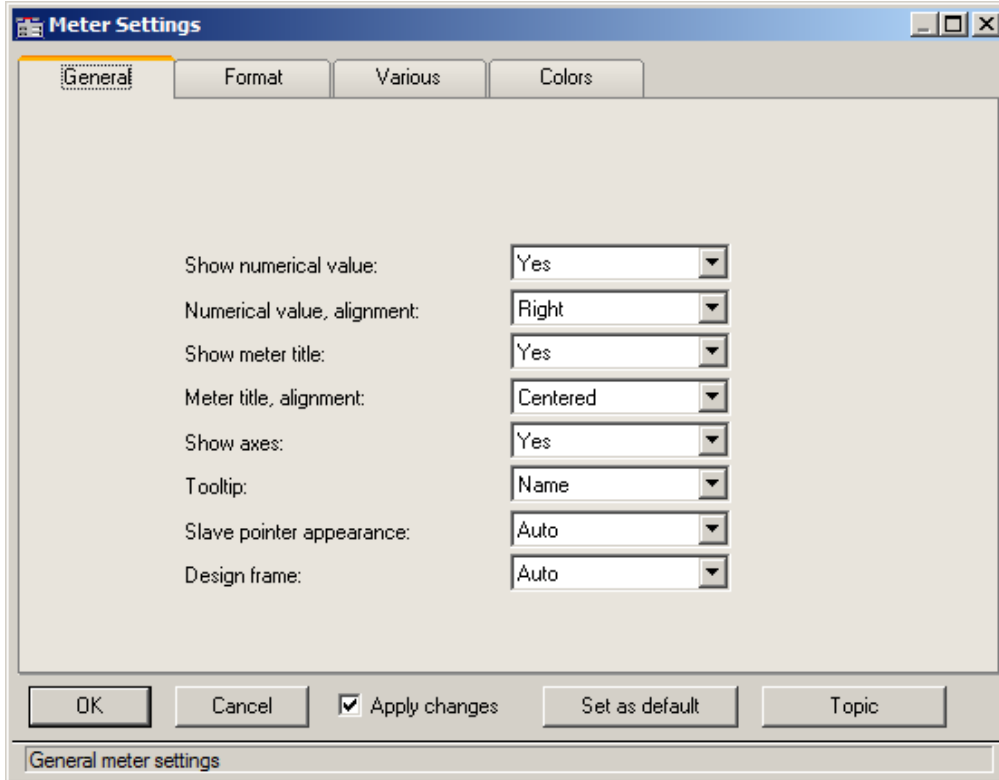 Meter Settings
General Format Various Colors
Show numerical value: Yes
Numerical value, alignment: Right
Show meter title: Yes
Meter title, alignment: Centered
Show axes: Yes
Tooltip: Name
Slave pointer appearance: Auto
Design frame: Auto
OK Cancel Apply changes Set as default Topic
General meter settings